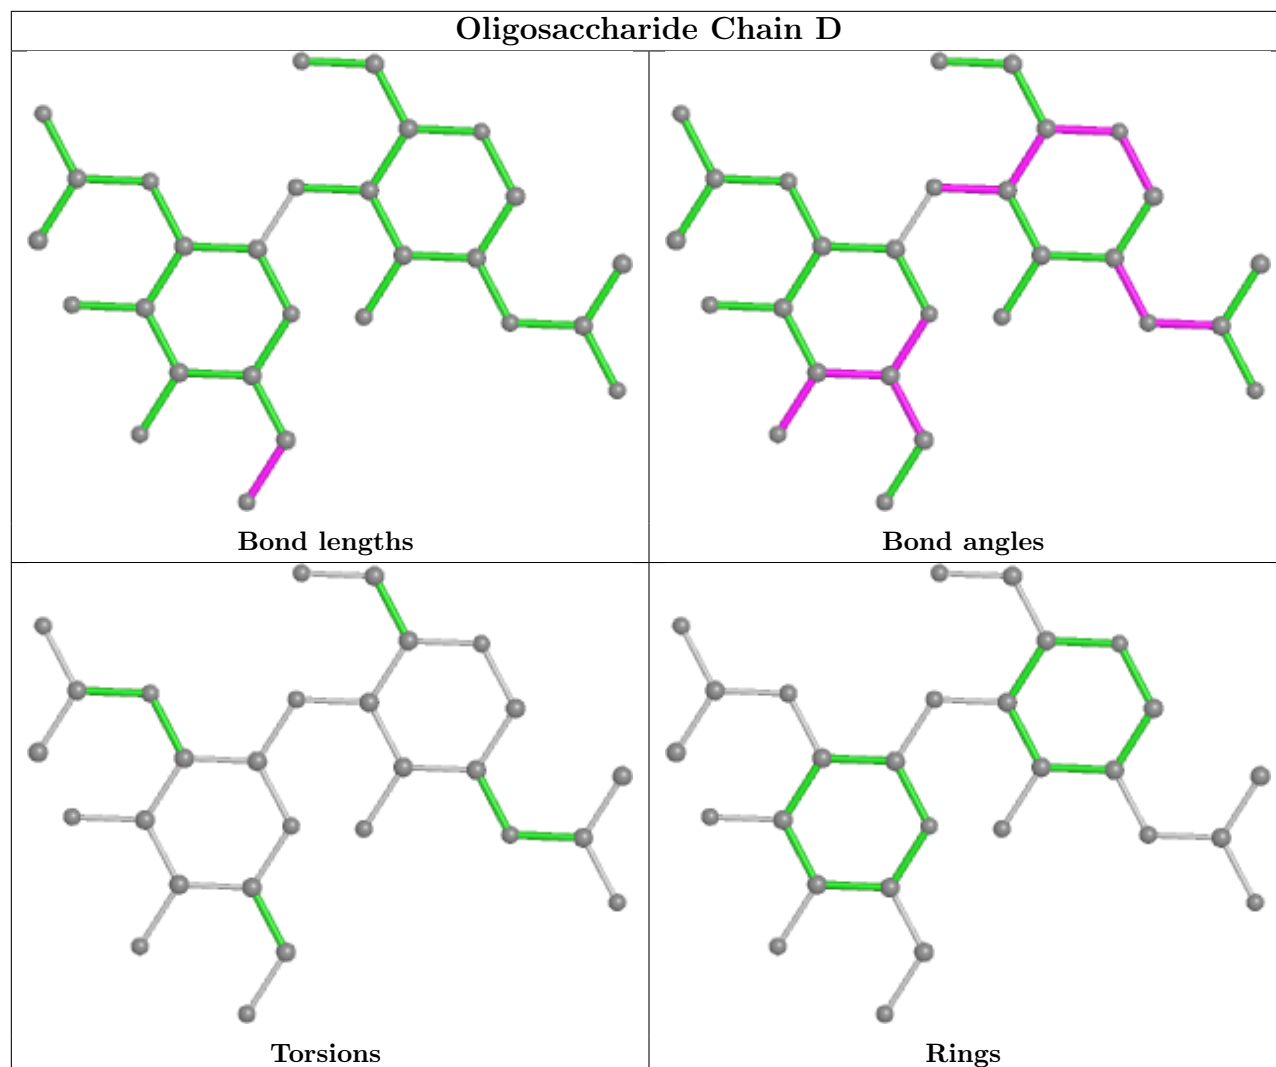 Oligosaccharide Chain D
Bond lengths
Bond angles
Torsions
Rings